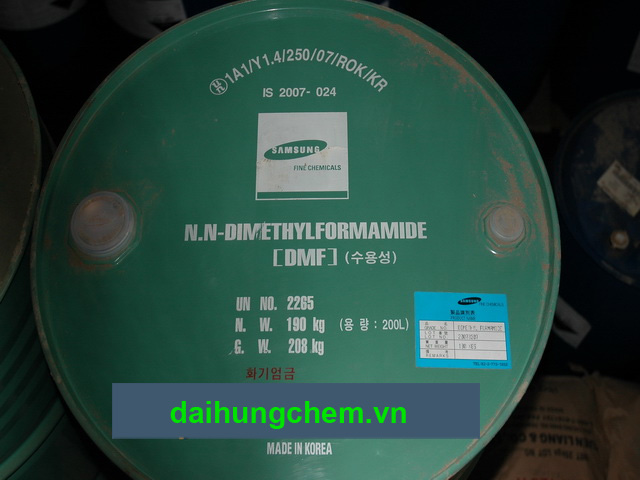 1A1/Y1.4/250/07/ROK/KR
IS 2007- 024
SAMSUNG
FINE CHEMICALS
N.N-DIMETHYLFORMAMIDE
[DMF] (수용성)
UN NO. 2265
N. W. 190 kg (용 량 : 200L)
G. W. 208 kg
SAMSUNG
화기엄금
daihungchem.vn
MADE IN KOREA